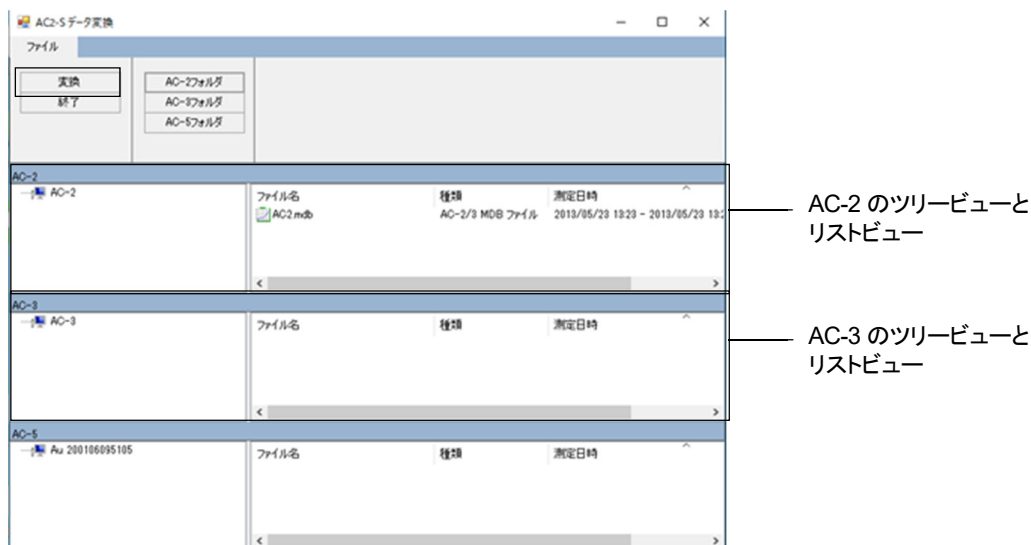 AC2-Sデータ変換
ファイル
変換
終了
AC-2フォルダ
AC-3フォルダ
AC-5フォルダ
AC-2
AC-2
ファイル名 種類 測定日時
AC2.mdb AC-2/3 MDB ファイル 2013/05/23 13:23 - 2013/05/23 13:2
AC-2 のツリービューと
リストビュー
AC-3
AC-3
ファイル名 種類 測定日時
AC-3 のツリービューと
リストビュー
AC-5
Au 200106095105
ファイル名 種類 測定日時